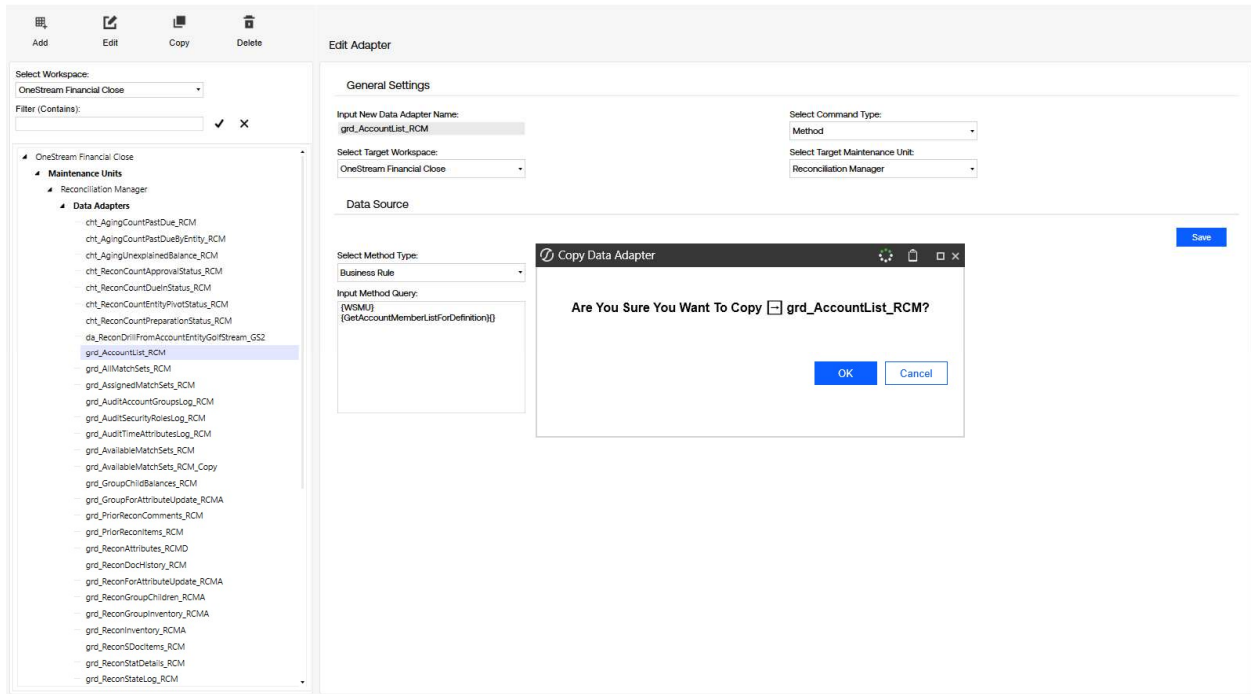 Add
Edit
Copy
Delete
Edit Adapter
Select Workspace:
OneStream Financial Close
Filter (Contains):
OneStream Financial Close
Maintenance Units
Reconciliation Manager
Data Adapters
cht_AgingCountPastDue_RCM
cht_AgingCountPastDueByEntity_RCM
cht_AgingUnexplainedBalance_RCM
cht_ReconCountApprovalStatus_RCM
cht_ReconCountDueInStatus_RCM
cht_ReconCountEntityPivotStatus_RCM
cht_ReconCountPreparationStatus_RCM
da_ReconDrillFromAccountEntityGolfStream_GS2
grd_AccountList_RCM
grd_AllMatchSets_RCM
grd_AssignedMatchSets_RCM
grd_AuditAccountGroupsLog_RCM
grd_AuditSecurityRolesLog_RCM
grd_AuditTimeAttributesLog_RCM
grd_AvailableMatchSets_RCM
grd_AvailableMatchSets_RCM_Copy
grd_GroupChildBalances_RCM
grd_GroupForAttributeUpdate_RCMA
grd_PriorReconComments_RCM
grd_PriorReconItems_RCM
grd_ReconAttributes_RCMD
grd_ReconDocHistory_RCM
grd_ReconForAttributeUpdate_RCMA
grd_ReconGroupChildren_RCMA
grd_ReconGroupInventory_RCMA
grd_ReconInventory_RCMA
grd_ReconSDocItems_RCM
grd_ReconStatDetails_RCM
grd_ReconStateLog_RCM
General Settings
Input New Data Adapter Name:
grd_AccountList_RCM
Select Command Type:
Method
Select Target Workspace:
OneStream Financial Close
Select Target Maintenance Unit:
Reconciliation Manager
Data Source
Save
Select Method Type:
Business Rule
Input Method Query:
{WSMU}
{GetAccountMemberListForDefinition}{}
Copy Data Adapter
Are You Sure You Want To Copy → grd_AccountList_RCM?
OK
Cancel